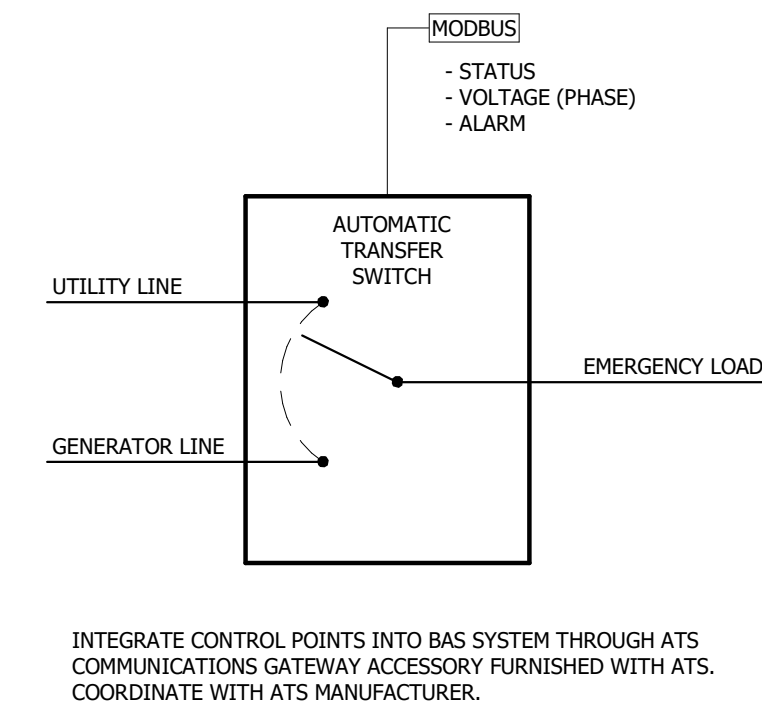 MODBUS
- STATUS
- VOLTAGE (PHASE)
- ALARM
AUTOMATIC
TRANSFER
SWITCH
UTILITY LINE
EMERGENCY LOAD
GENERATOR LINE
INTEGRATE CONTROL POINTS INTO BAS SYSTEM THROUGH ATS
COMMUNICATIONS GATEWAY ACCESSORY FURNISHED WITH ATS.
COORDINATE WITH ATS MANUFACTURER.